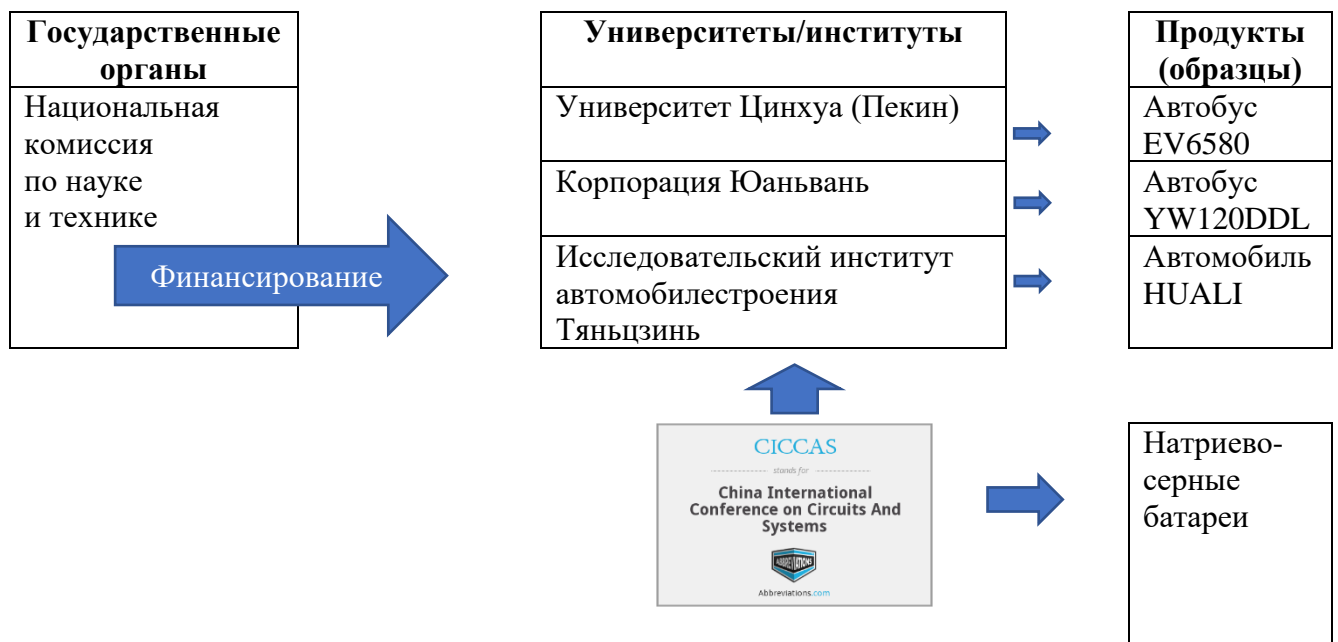 Государственные
органы
Национальная
комиссия
по науке
и технике
Финансирование
Университеты/институты
Университет Цинхуа (Пекин)
Корпорация Юаньвань
Исследовательский институт
автомобилестроения
Тяньцзинь
Продукты
(образцы)
Автобус
EV6580
Автобус
YW120DDL
Автомобиль
HUALI
CICCAS
stands for
China International
Conference on Circuits And
Systems
ABBREVIATIONS
Abbreviations.com
Натриево-
серные
батареи